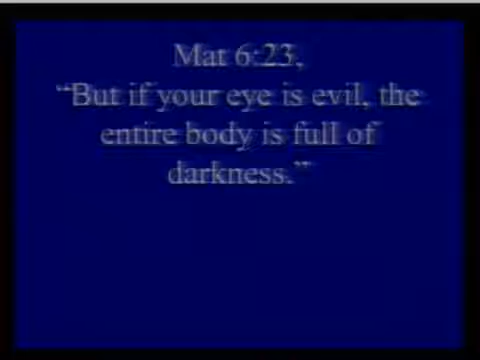 Mat 6:23,
“But if your eye is evil, the
entire body is full of
darkness.”